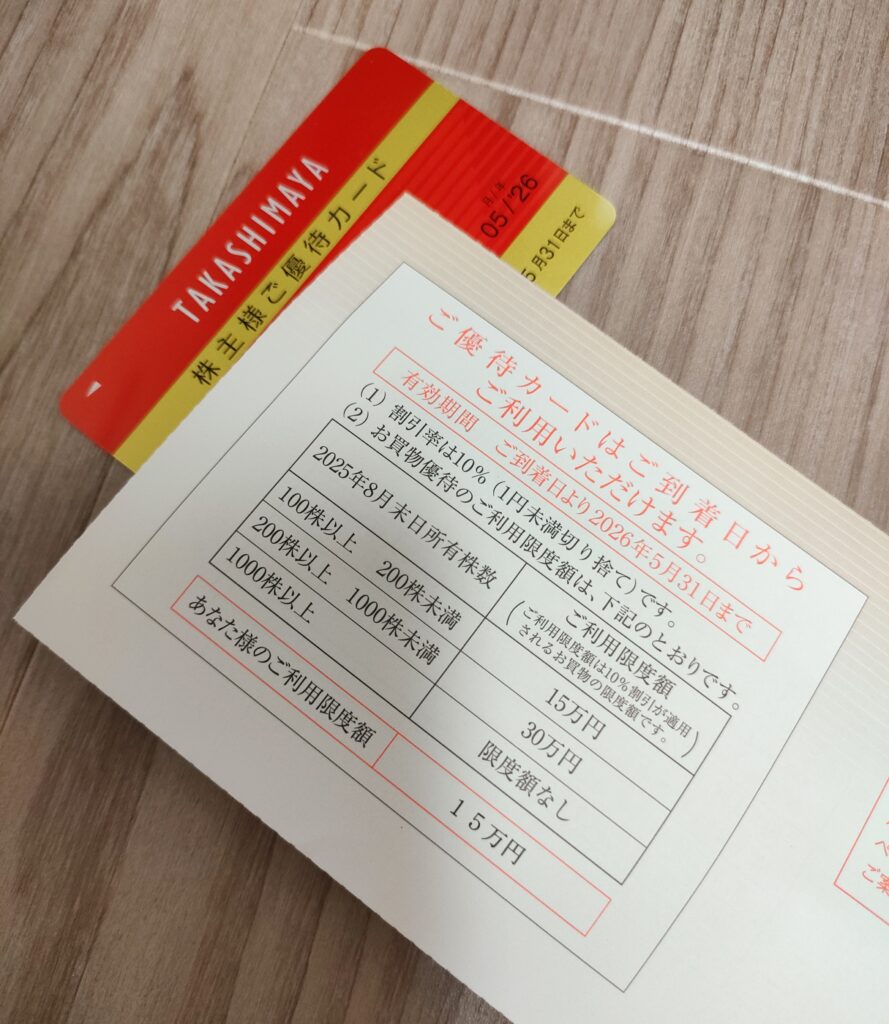 TAKASHIMAYA
株主様ご優待カード
月/年
05/'26
5月31日まで
ご優待カードはご到着日から
ご利用いただけます。
有効期間 ご到着日より2026年5月31日まで
(1) 割引率は10%(1円未満切り捨て)です。
(2) お買物優待のご利用限度額は、下記のとおりです。
2025年8月末日所有株数
ご利用限度額
(ご利用限度額は10%割引が適用
されるお買物の限度額です。)
100株以上 200株未満 15万円
200株以上 1000株未満 30万円
1000株以上 限度額なし
あなた様のご利用限度額 15万円
ご案